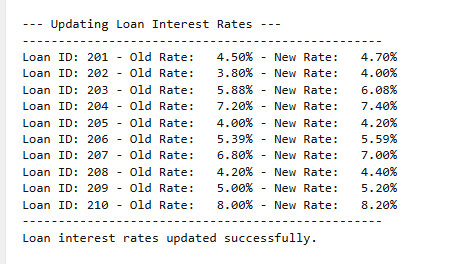 --- Updating Loan Interest Rates ---
--------------------------------------------------
Loan ID: 201 - Old Rate:   4.50% - New Rate:   4.70%
Loan ID: 202 - Old Rate:   3.80% - New Rate:   4.00%
Loan ID: 203 - Old Rate:   5.88% - New Rate:   6.08%
Loan ID: 204 - Old Rate:   7.20% - New Rate:   7.40%
Loan ID: 205 - Old Rate:   4.00% - New Rate:   4.20%
Loan ID: 206 - Old Rate:   5.39% - New Rate:   5.59%
Loan ID: 207 - Old Rate:   6.80% - New Rate:   7.00%
Loan ID: 208 - Old Rate:   4.20% - New Rate:   4.40%
Loan ID: 209 - Old Rate:   5.00% - New Rate:   5.20%
Loan ID: 210 - Old Rate:   8.00% - New Rate:   8.20%
--------------------------------------------------
Loan interest rates updated successfully.